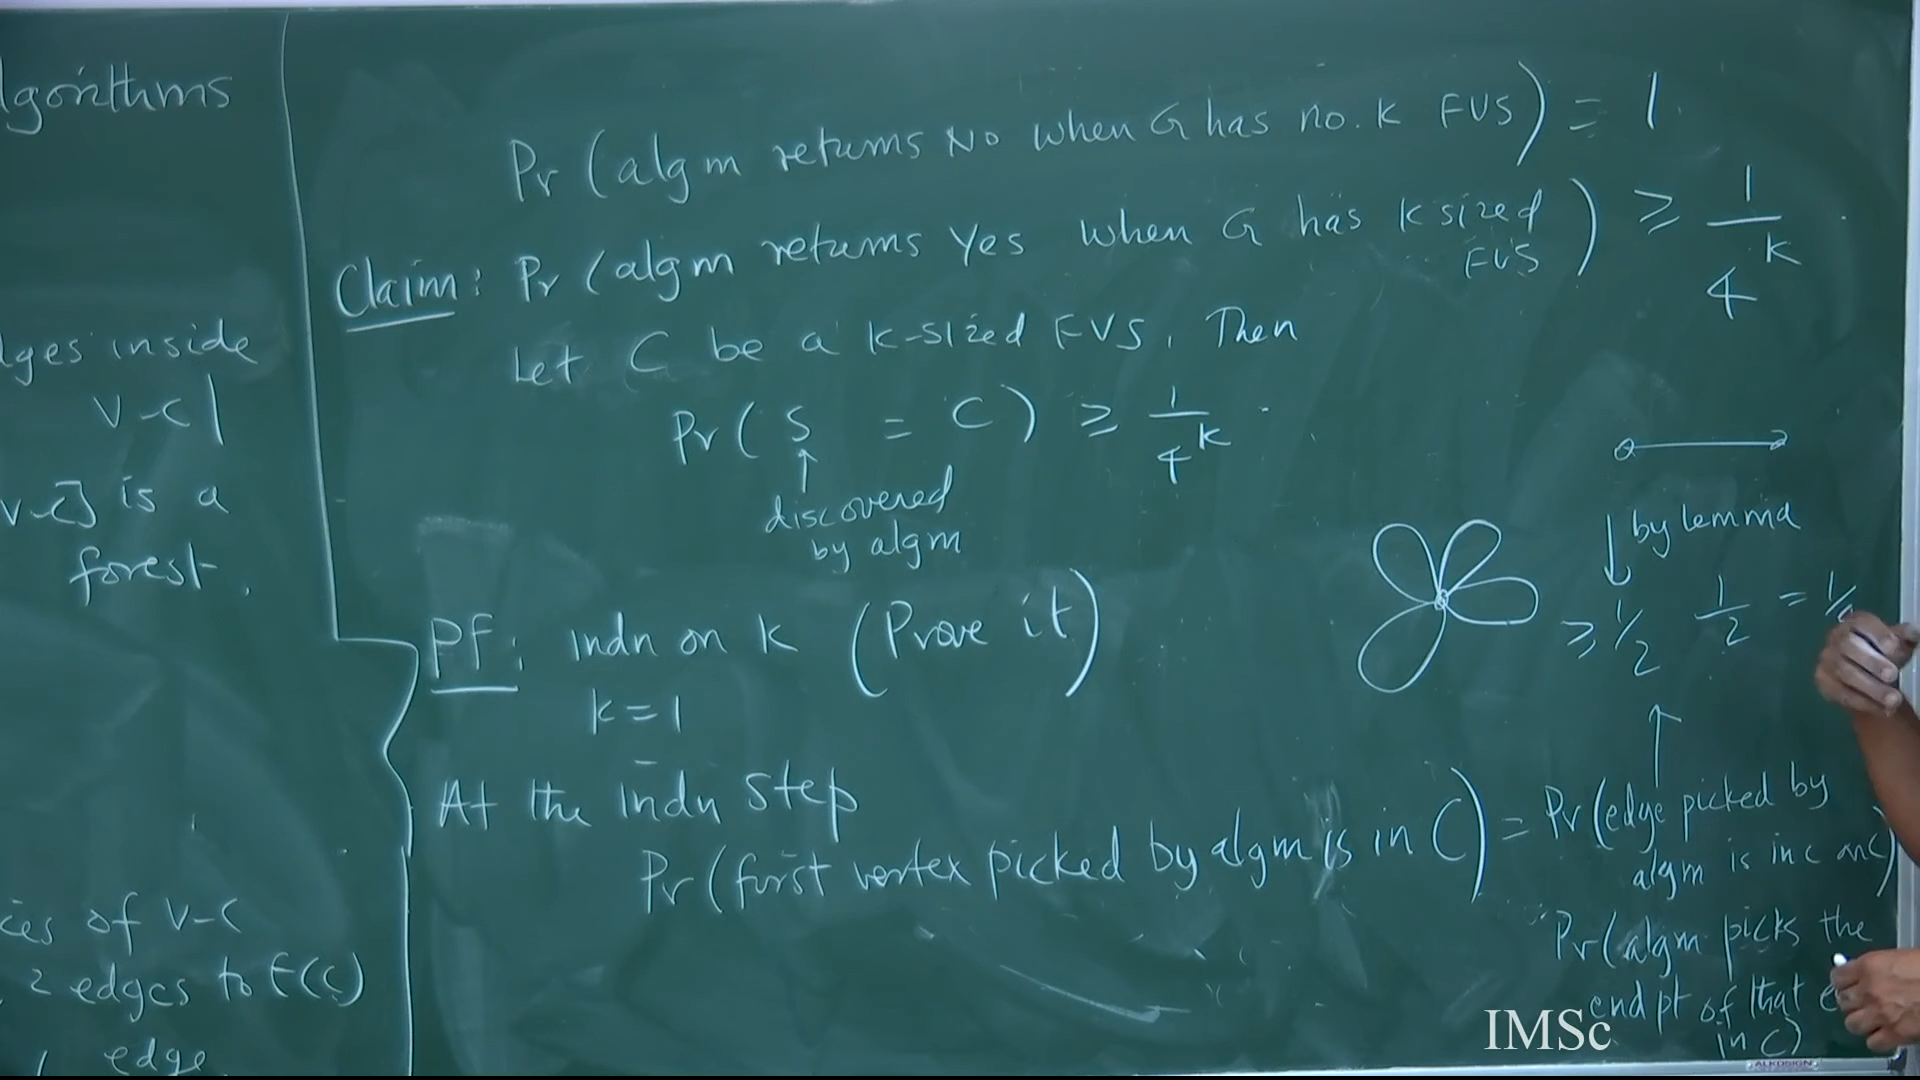 lgorithms
dges inside
V-C|
V-C] is a
forest.
ces of V-C
2 edges to E(C)
edge
Pr (algm returns No when G has no. k FVS) = 1.
Claim: Pr (algm returns Yes when G has k sized FVS) ≥ 1/4^k.
Let C be a k-sized FVS. Then
Pr ( S = C ) ≥ 1/4^k.
↑
discovered
by algm
Pf: indn on k (Prove it)
k=1
At the indn step
Pr (first vertex picked by algm is in C) = Pr (edge picked by
algm is in C or
Pr (algm picks the
end pt of that
in C)
↓ by lemma
≥ 1/2 1/2 = 1/
↑
IMSc
ALKOSIGN